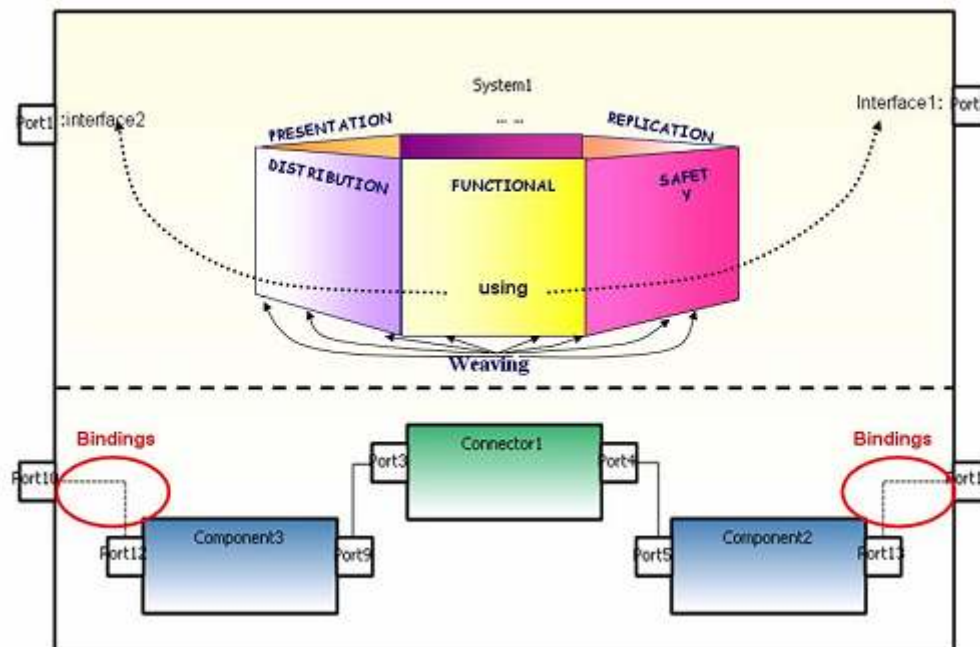 System1
Port1 :interface2
Interface1:
PRESENTATION
... ...
REPLICATION
DISTRIBUTION
FUNCTIONAL
SAFET
Y
using
Weaving
Bindings
Bindings
Connector1
Port3
Port4
Port10
Component3
Component2
Port12
Port9
Port5
Port13